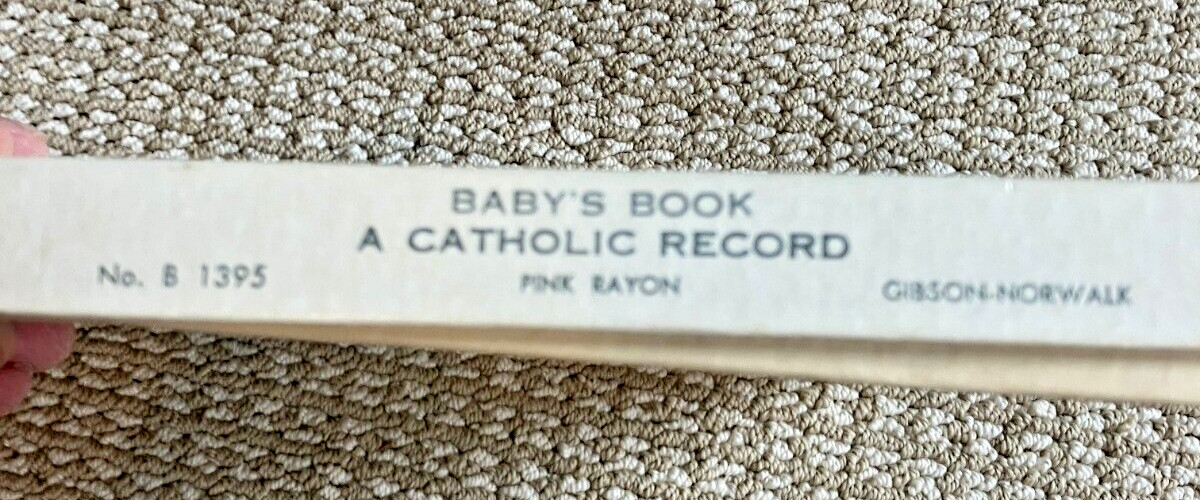 BABY'S BOOK
A CATHOLIC RECORD
No. B 1395 PINK RAYON GIBSON-NORWALK